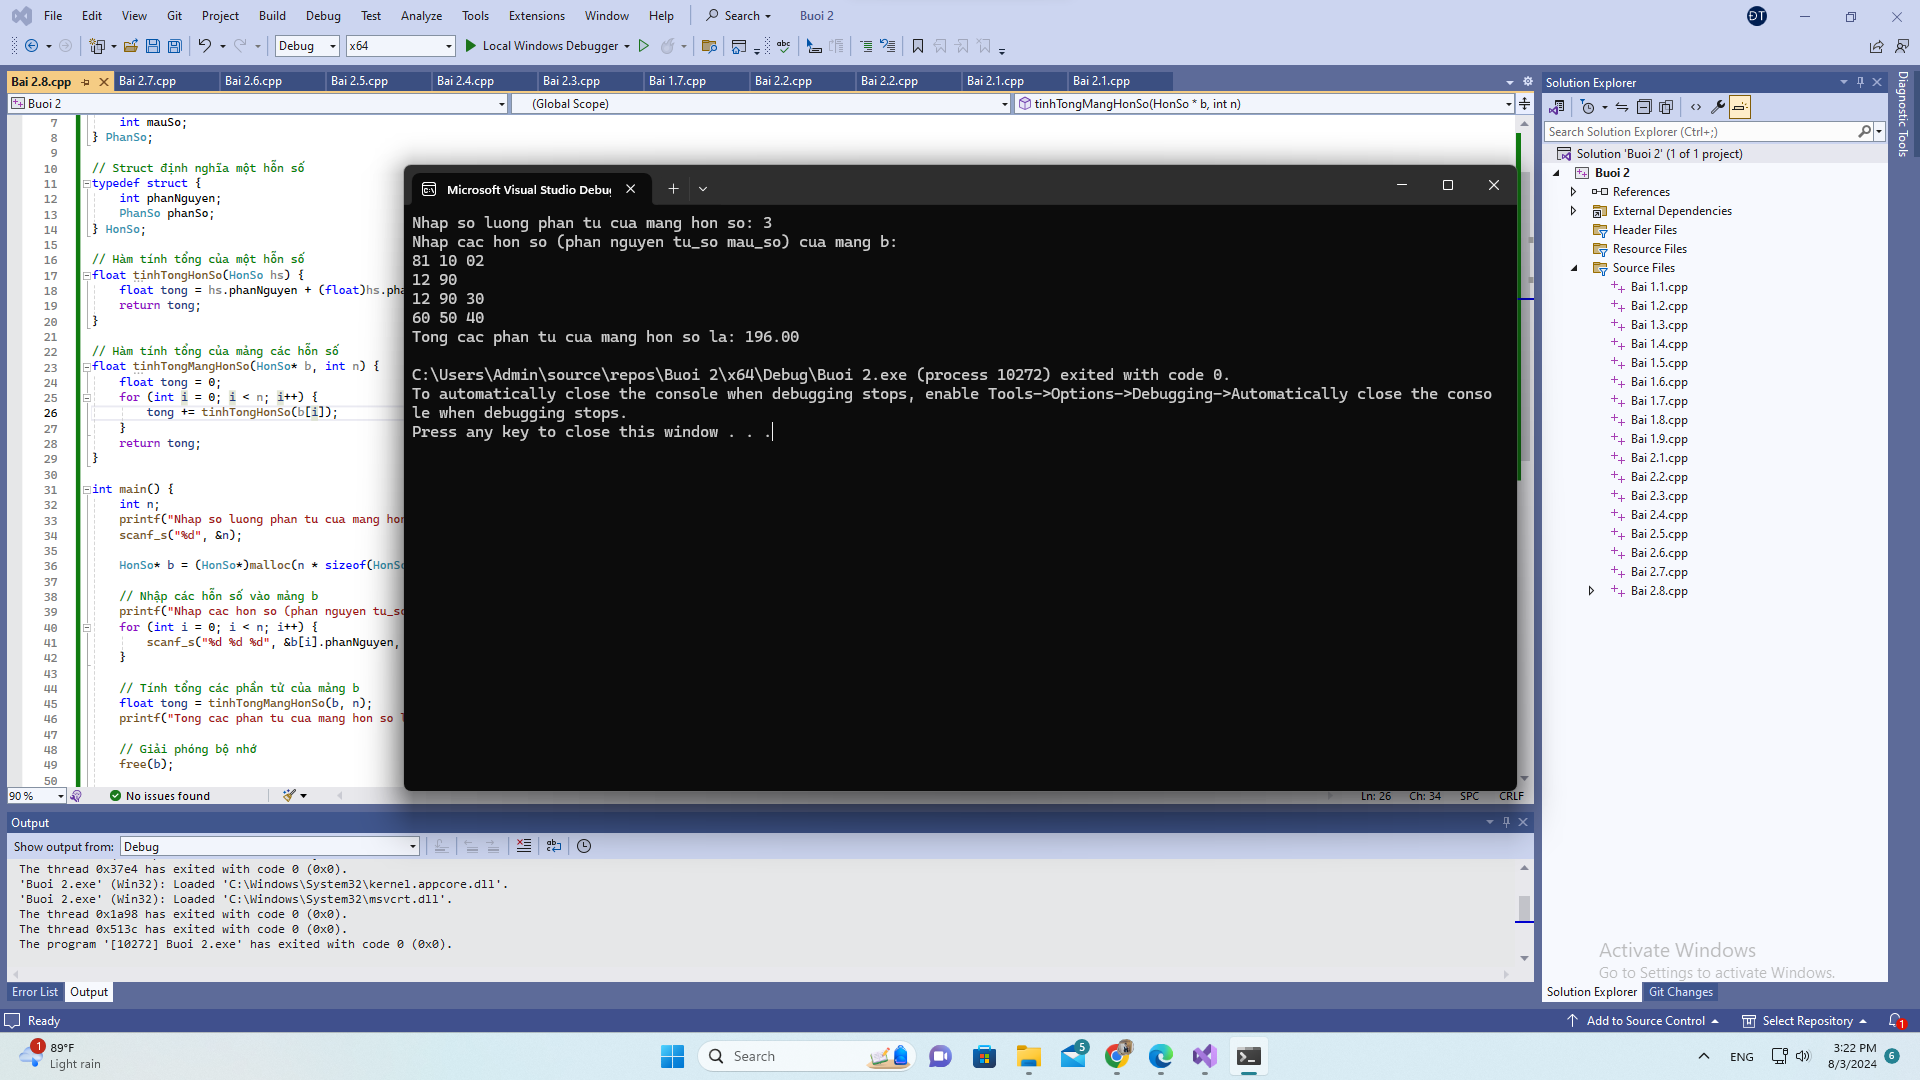 File Edit View Git Project Build Debug Test Analyze Tools Extensions Window Help Search Buoi 2 ĐT
Debug x64 Local Windows Debugger
Bai 2.8.cpp Bai 2.7.cpp Bai 2.6.cpp Bai 2.5.cpp Bai 2.4.cpp Bai 2.3.cpp Bai 1.7.cpp Bai 2.2.cpp Bai 2.2.cpp Bai 2.1.cpp Bai 2.1.cpp
Buoi 2 (Global Scope) tinhTongMangHonSo(HonSo * b, int n)
7 int mauSo;
8 } PhanSo;
9
10 // Struct định nghĩa một hỗn số
11 typedef struct {
12 int phanNguyen;
13 PhanSo phanSo;
14 } HonSo;
15
16 // Hàm tính tổng của một hỗn số
17 float tinhTongHonSo(HonSo hs) {
18 float tong = hs.phanNguyen + (float)hs.pha
19 return tong;
20 }
21
22 // Hàm tính tổng của mảng các hỗn số
23 float tinhTongMangHonSo(HonSo* b, int n) {
24 float tong = 0;
25 for (int i = 0; i < n; i++) {
26 tong += tinhTongHonSo(b[i]);
27 }
28 return tong;
29 }
30
31 int main() {
32 int n;
33 printf("Nhap so luong phan tu cua mang hon
34 scanf_s("%d", &n);
35
36 HonSo* b = (HonSo*)malloc(n * sizeof(HonSo
37
38 // Nhập các hỗn số vào mảng b
39 printf("Nhap cac hon so (phan nguyen tu_so
40 for (int i = 0; i < n; i++) {
41 scanf_s("%d %d %d", &b[i].phanNguyen,
42 }
43
44 // Tính tổng các phần tử của mảng b
45 float tong = tinhTongMangHonSo(b, n);
46 printf("Tong cac phan tu cua mang hon so l
47
48 // Giải phóng bộ nhớ
49 free(b);
50
90 % No issues found Ln: 26 Ch: 34 SPC CRLF
Microsoft Visual Studio Debug
Nhap so luong phan tu cua mang hon so: 3
Nhap cac hon so (phan nguyen tu_so mau_so) cua mang b:
81 10 02
12 90
12 90 30
60 50 40
Tong cac phan tu cua mang hon so la: 196.00
C:\Users\Admin\source\repos\Buoi 2\x64\Debug\Buoi 2.exe (process 10272) exited with code 0.
To automatically close the console when debugging stops, enable Tools->Options->Debugging->Automatically close the conso
le when debugging stops.
Press any key to close this window . . .
Output
Show output from: Debug
The thread 0x37e4 has exited with code 0 (0x0).
'Buoi 2.exe' (Win32): Loaded 'C:\Windows\System32\kernel.appcore.dll'.
'Buoi 2.exe' (Win32): Loaded 'C:\Windows\System32\msvcrt.dll'.
The thread 0x1a98 has exited with code 0 (0x0).
The thread 0x513c has exited with code 0 (0x0).
The program '[10272] Buoi 2.exe' has exited with code 0 (0x0).
Error List Output
Solution Explorer
Search Solution Explorer (Ctrl+;)
Solution 'Buoi 2' (1 of 1 project)
Buoi 2
References
External Dependencies
Header Files
Resource Files
Source Files
Bai 1.1.cpp
Bai 1.2.cpp
Bai 1.3.cpp
Bai 1.4.cpp
Bai 1.5.cpp
Bai 1.6.cpp
Bai 1.7.cpp
Bai 1.8.cpp
Bai 1.9.cpp
Bai 2.1.cpp
Bai 2.2.cpp
Bai 2.3.cpp
Bai 2.4.cpp
Bai 2.5.cpp
Bai 2.6.cpp
Bai 2.7.cpp
Bai 2.8.cpp
Diagnostic Tools
Activate Windows
Go to Settings to activate Windows.
Solution Explorer Git Changes
Ready Add to Source Control Select Repository 1
1 89°F
Light rain
Search 5 ENG 3:22 PM 6
8/3/2024